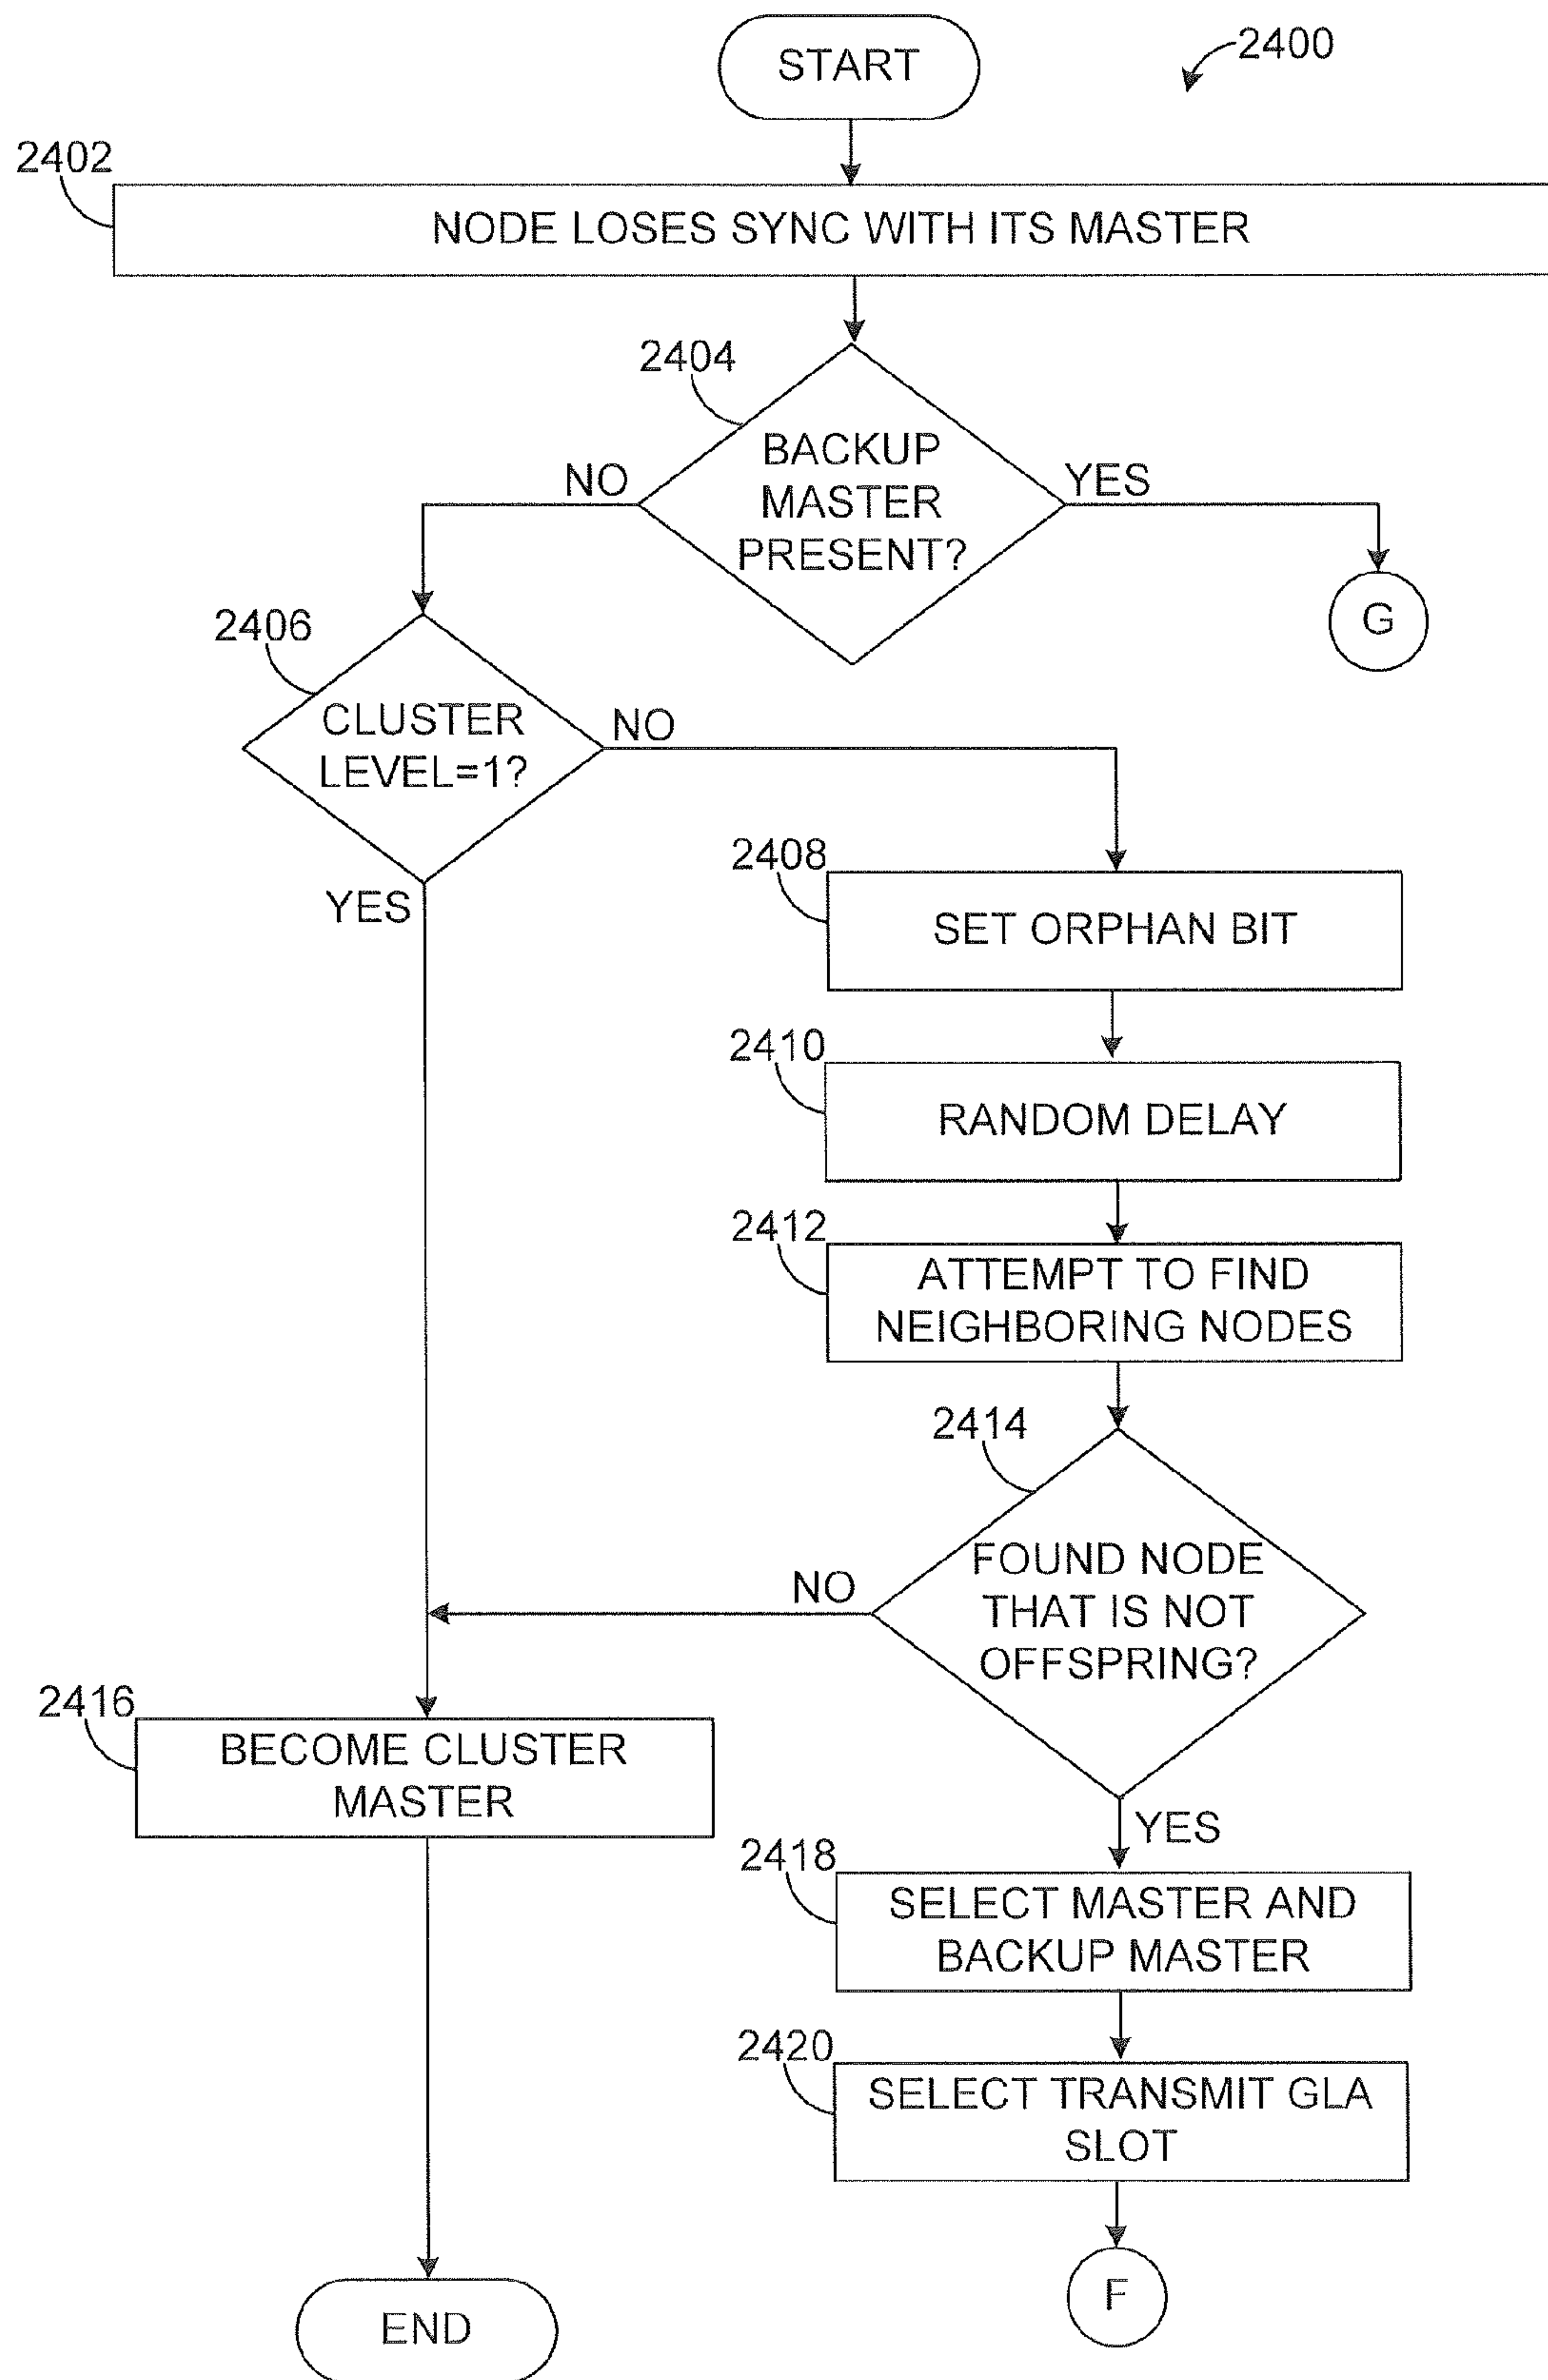 START
2400
2402
NODE LOSES SYNC WITH ITS MASTER
2404
BACKUP
MASTER
PRESENT?
NO
YES
G
2406
CLUSTER
LEVEL=1?
NO
YES
2408
SET ORPHAN BIT
2410
RANDOM DELAY
2412
ATTEMPT TO FIND
NEIGHBORING NODES
2414
FOUND NODE
THAT IS NOT
OFFSPRING?
NO
YES
2416
BECOME CLUSTER
MASTER
2418
SELECT MASTER AND
BACKUP MASTER
2420
SELECT TRANSMIT GLA
SLOT
F
END